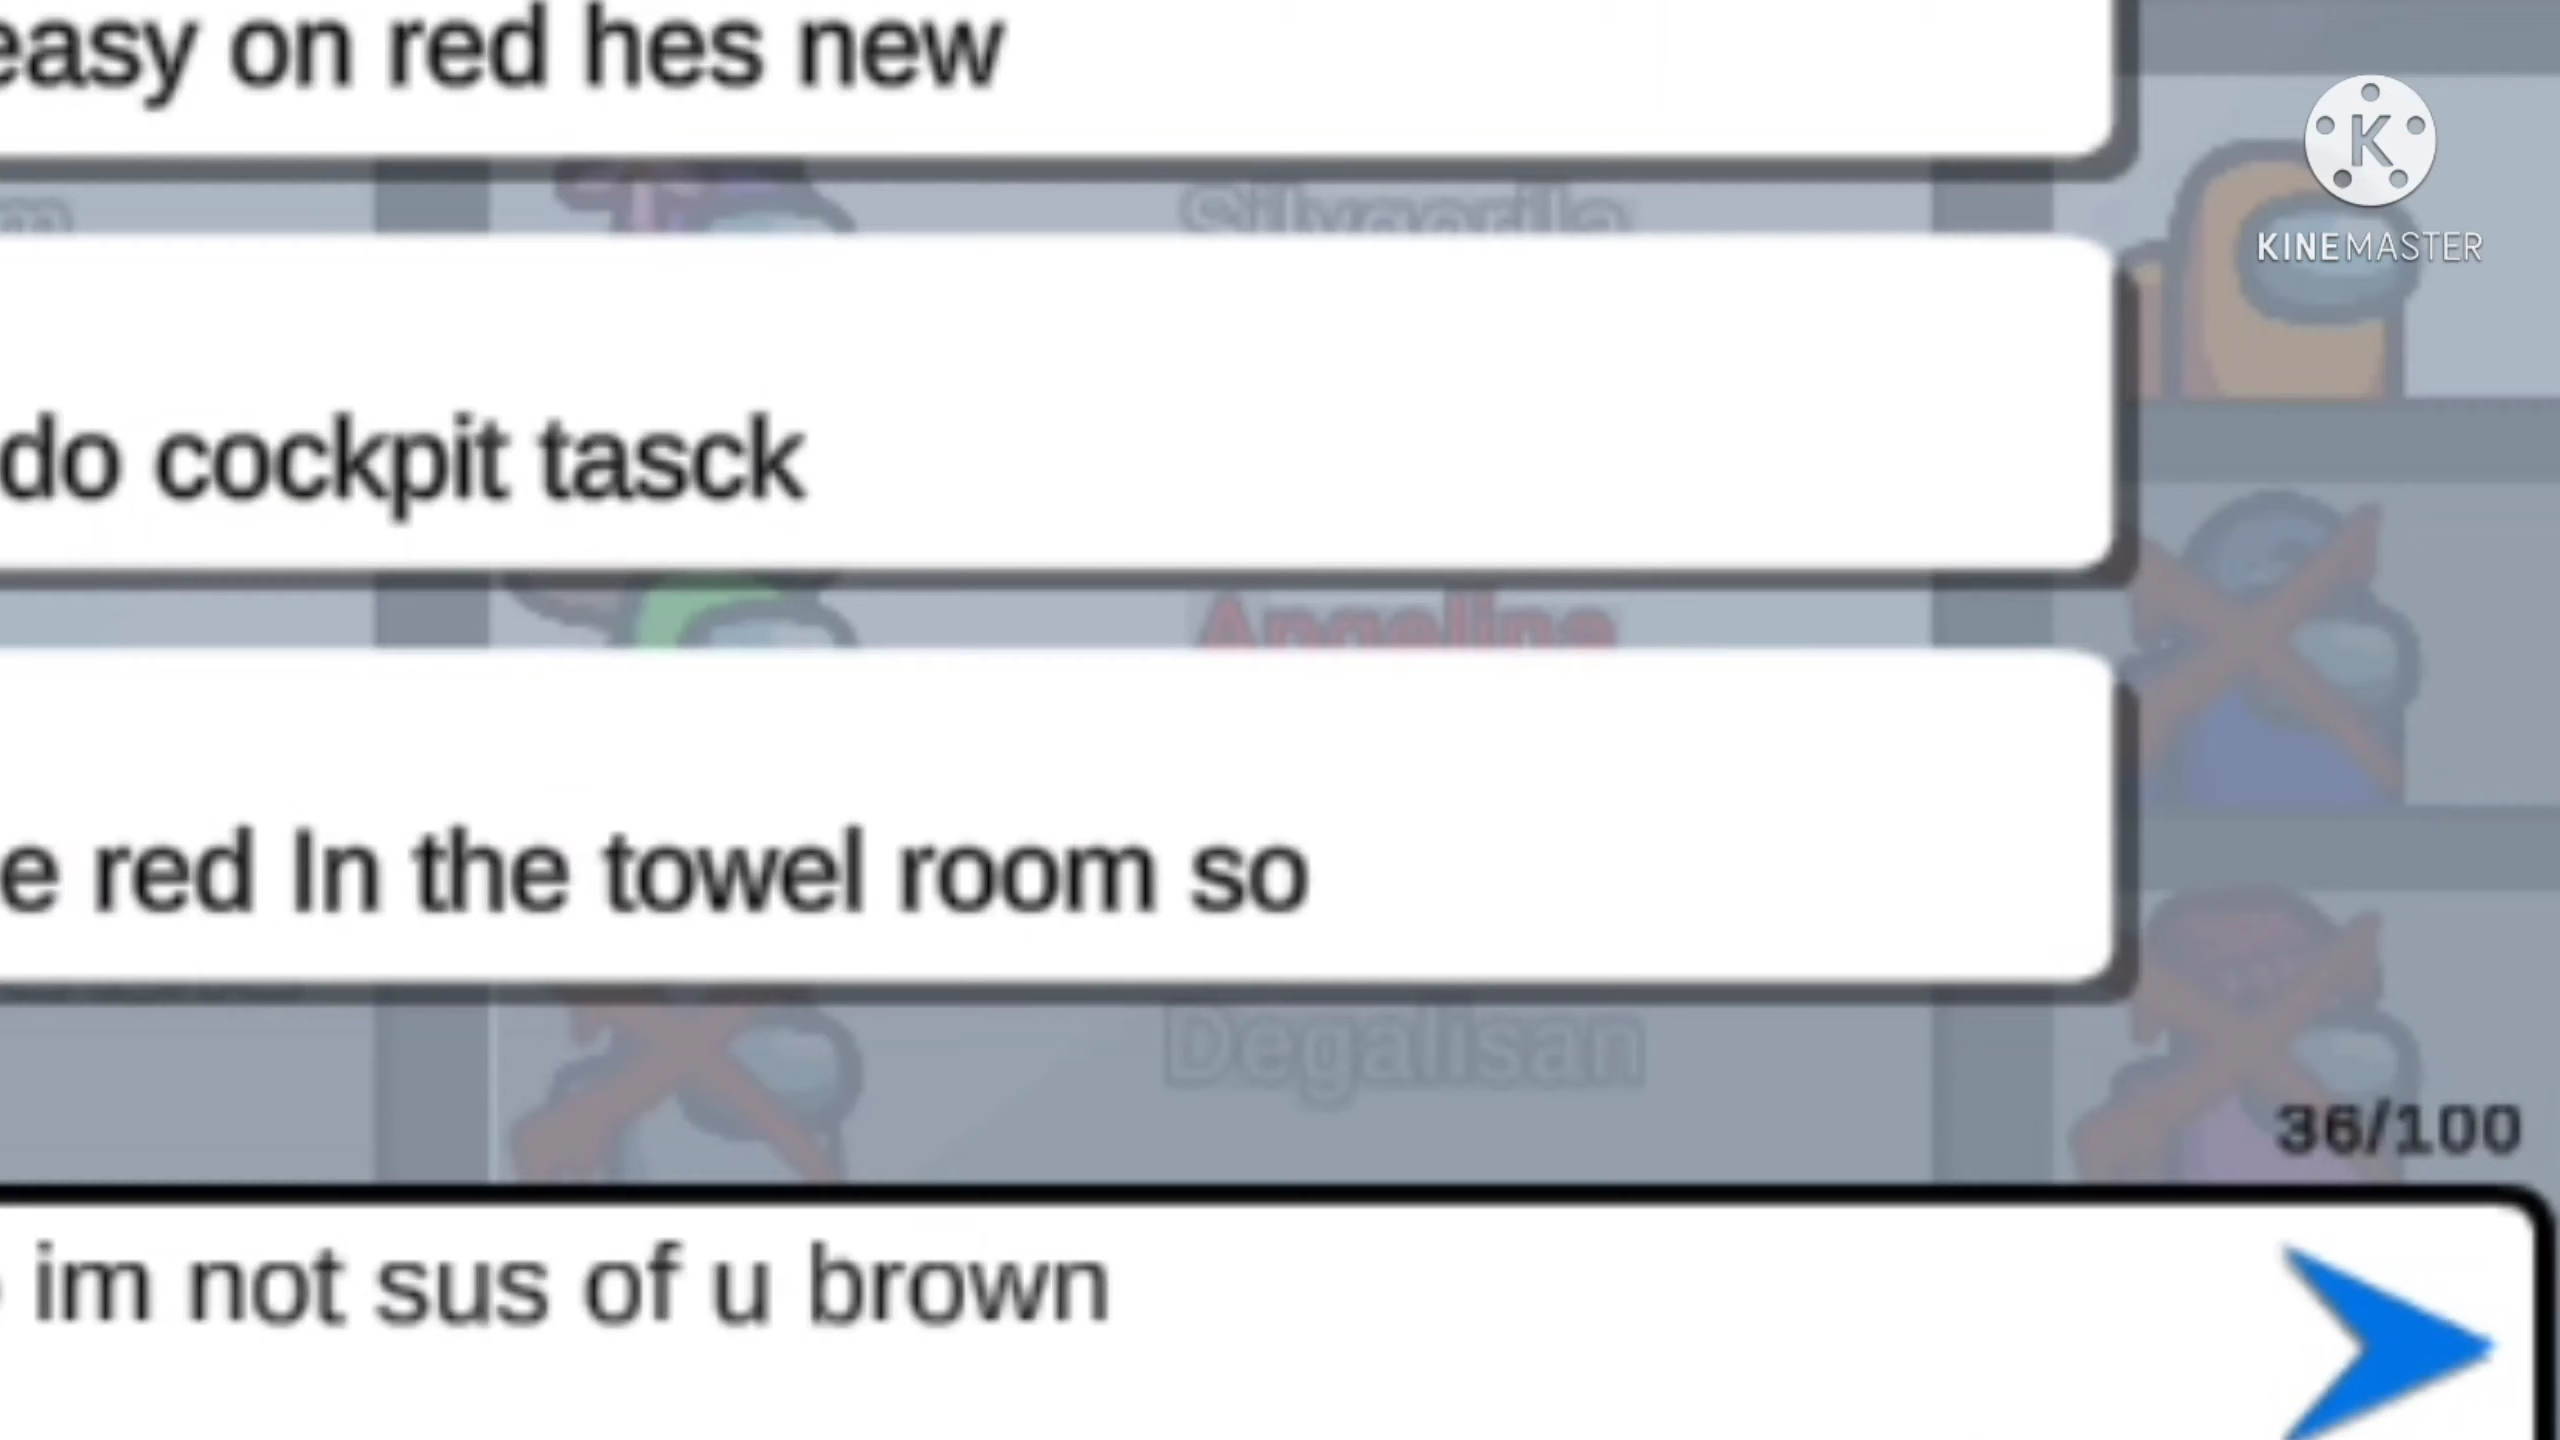 easy on red hes new
K
KINEMASTER
do cockpit tasck
Angelina
e red In the towel room so
Degalisan
36/100
im not sus of u brown